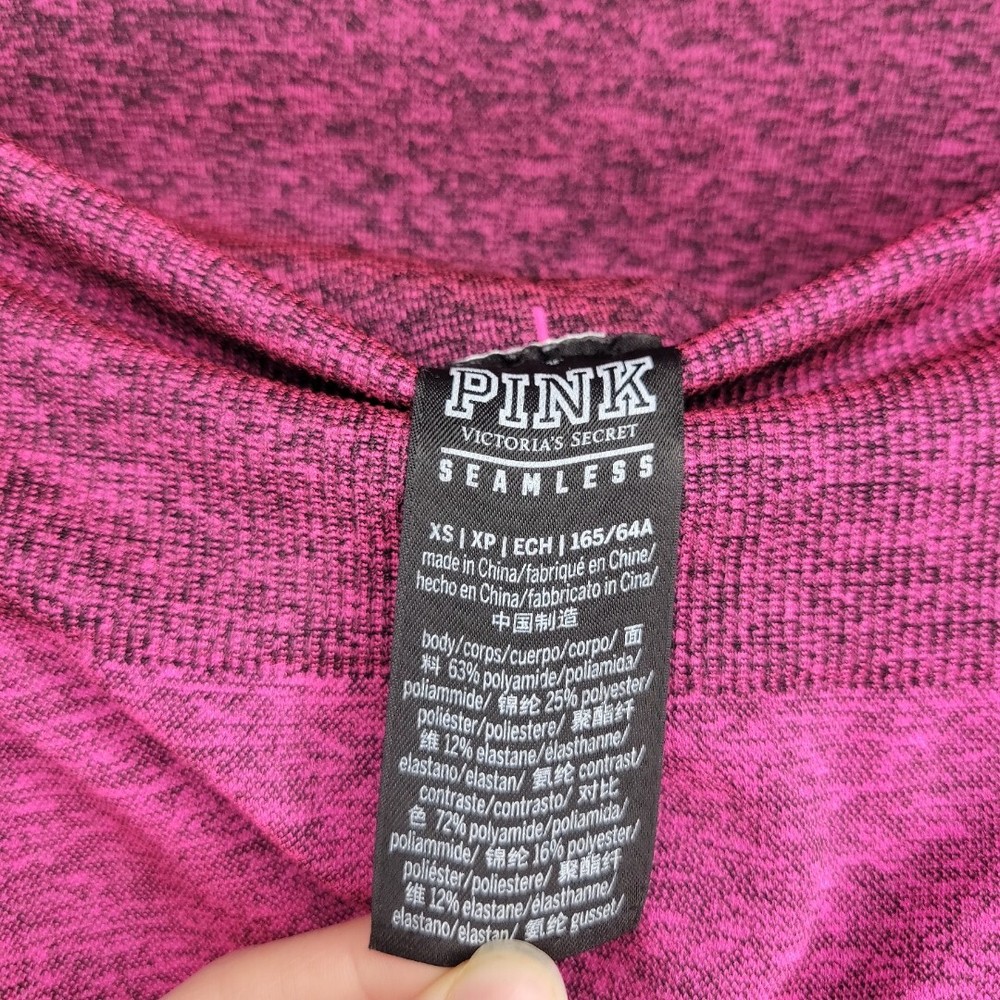 PINK
VICTORIA'S SECRET
SEAMLESS
XS | XP | ECH | 165/64A
made in China/fabriqué en Chine/
hecho en China/fabbricato in Cina/
中国制造
body/corps/cuerpo/corpo/ 面
料 63% polyamide/poliamida/
poliammide/ 锦纶 25% polyester/
poliéster/poliestere/ 聚酯纤
维 12% elastane/élasthanne/
elastano/elastan/ 氨纶 contrast/
contraste/contrasto/ 对比
色 72% polyamide/poliamida/
poliammide/ 锦纶 16% polyester/
poliéster/poliestere/ 聚酯纤
维 12% elastane/élasthanne/
elastano/elastan/ 氨纶 gusset/